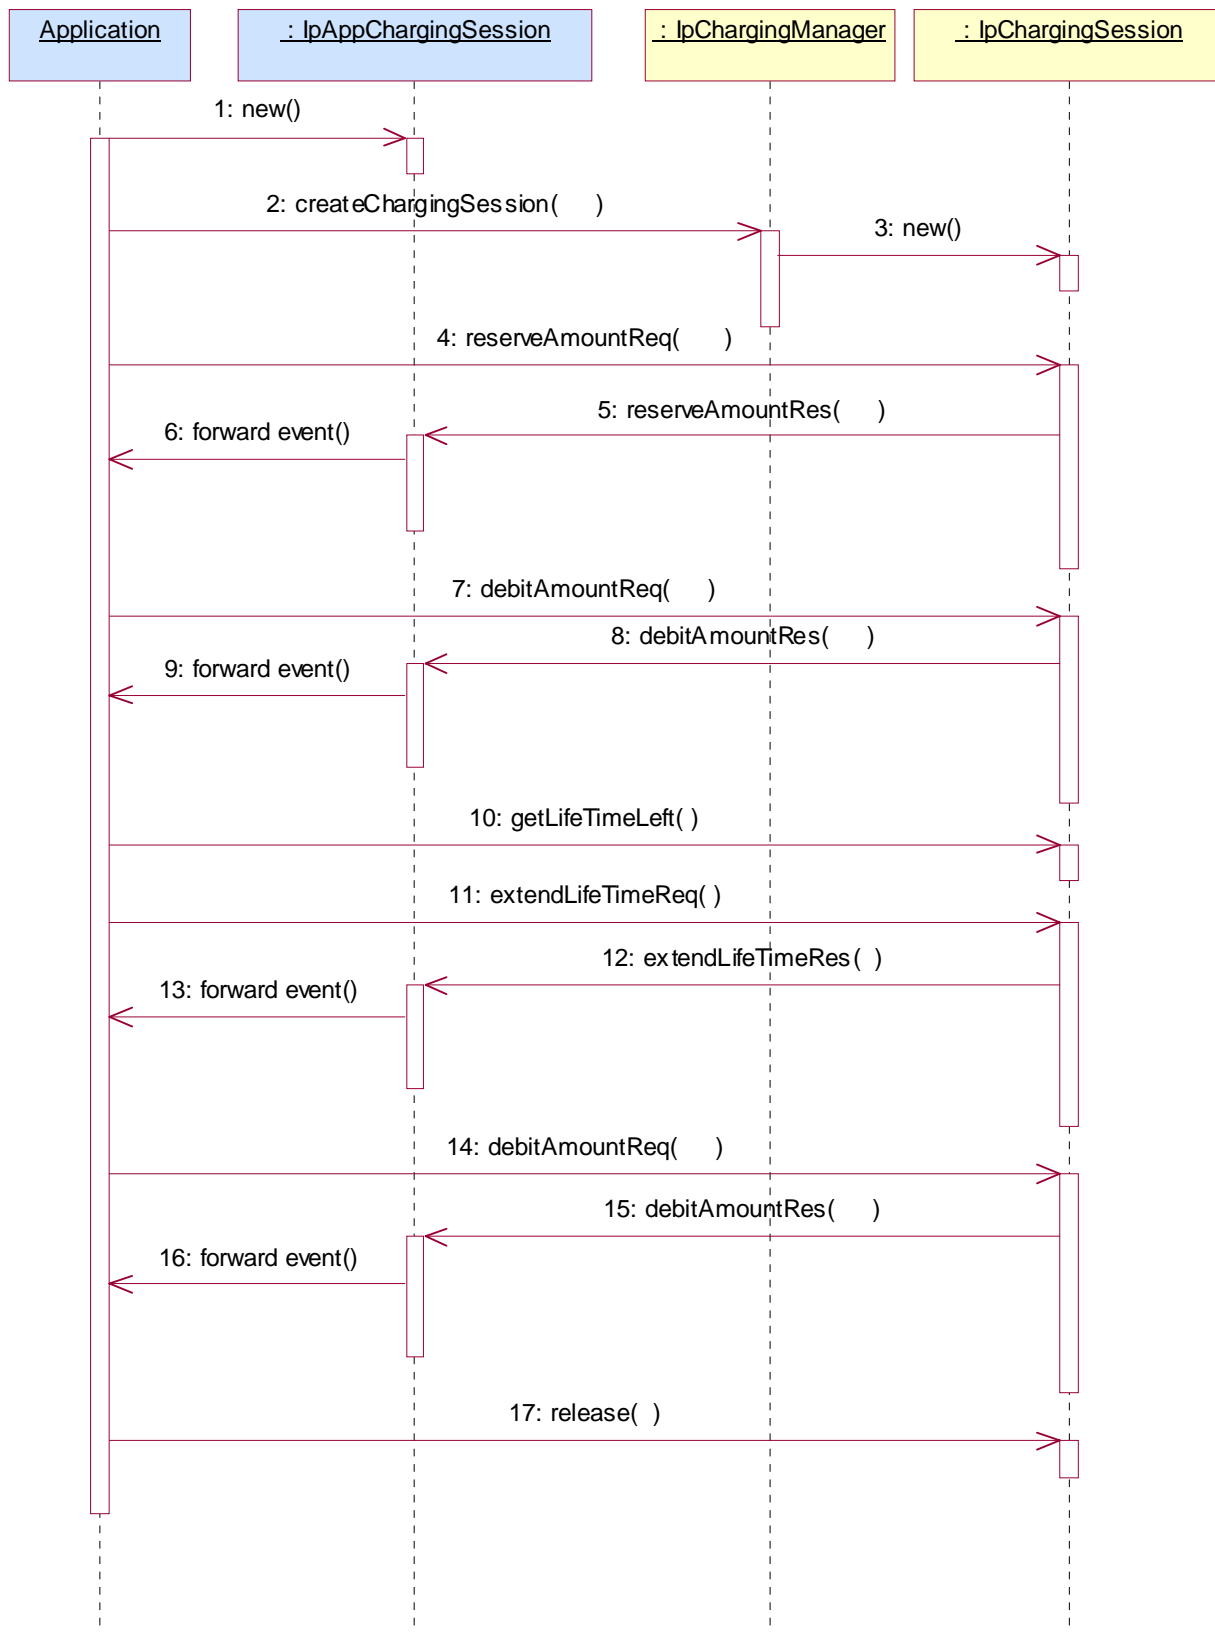 Application
: IpAppChargingSession
: IpChargingManager
: IpChargingSession
1: new()
2: createChargingSession( )
3: new()
4: reserveAmountReq( )
5: reserveAmountRes( )
6: forward event()
7: debitAmountReq( )
8: debitAmountRes( )
9: forward event()
10: getLifeTimeLeft( )
11: extendLifeTimeReq( )
12: extendLifeTimeRes( )
13: forward event()
14: debitAmountReq( )
15: debitAmountRes( )
16: forward event()
17: release( )